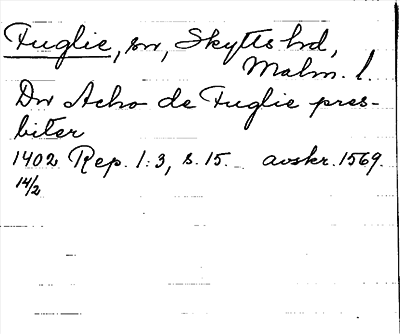 Fuglie, sn, Skytts hd,
Malm. l.
Dn Acho de Fuglie pres-
biter
1402 Rep. 1:3, s. 15. avskr. 1569.
14/2